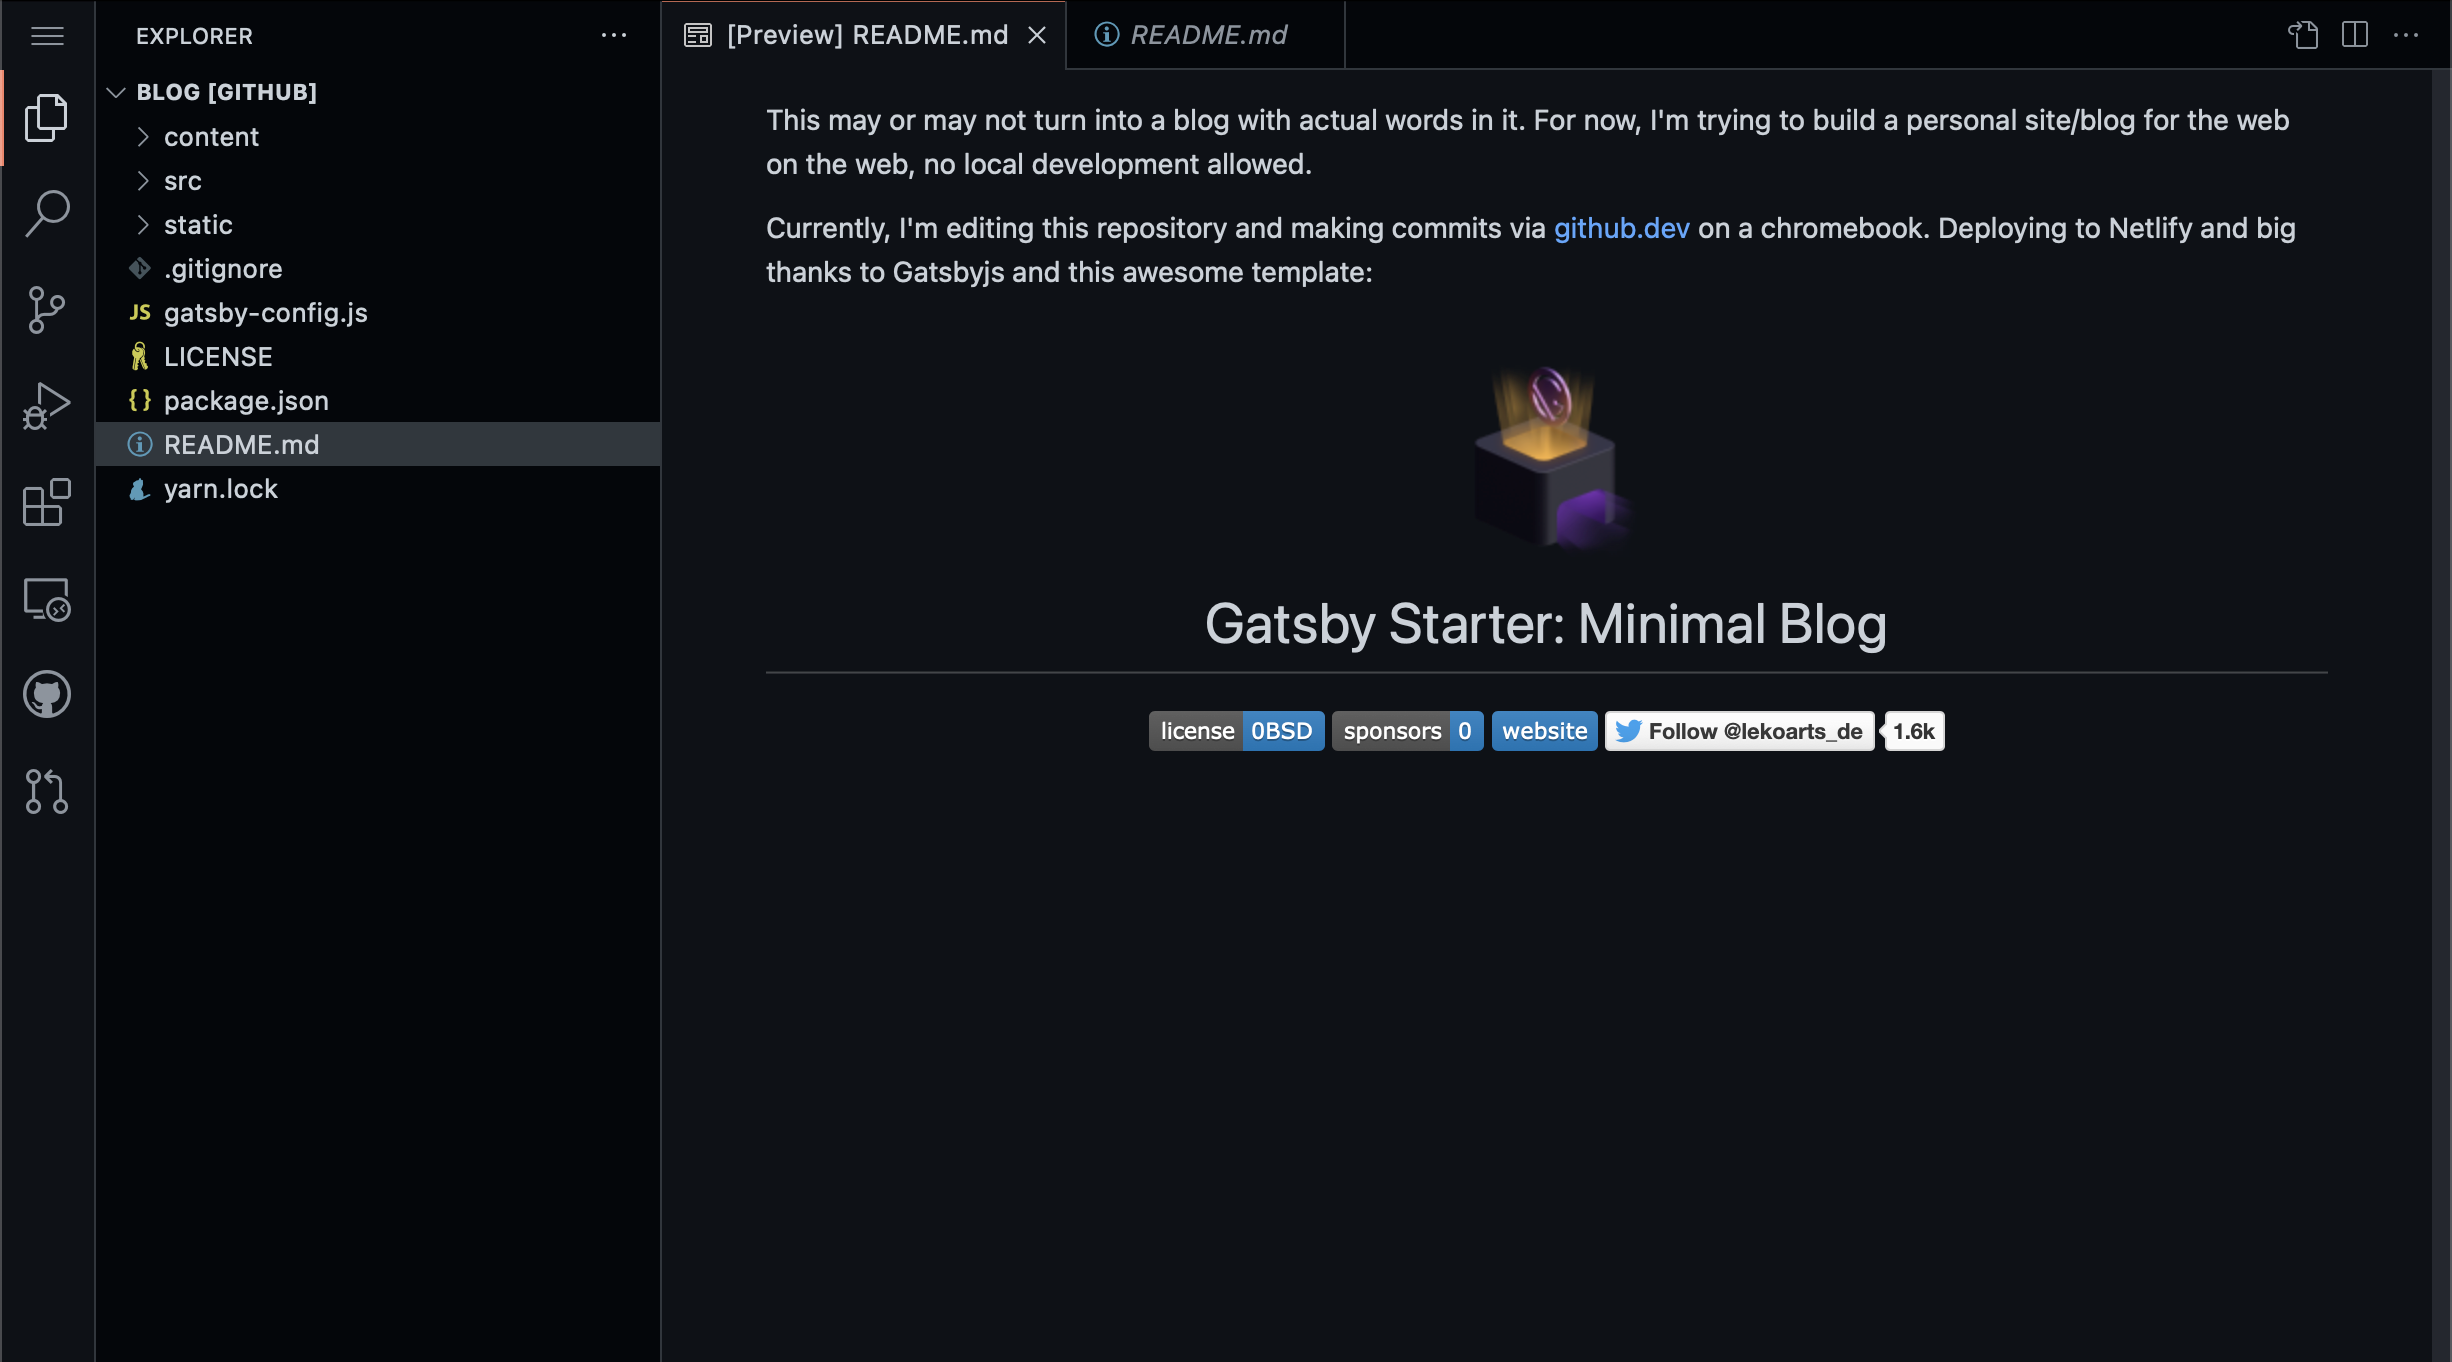 EXPLORER
BLOG [GITHUB]
content
src
static
.gitignore
JS gatsby-config.js
LICENSE
{} package.json
README.md
yarn.lock
[Preview] README.md
README.md
This may or may not turn into a blog with actual words in it. For now, I'm trying to build a personal site/blog for the web
on the web, no local development allowed.
Currently, I'm editing this repository and making commits via github.dev on a chromebook. Deploying to Netlify and big
thanks to Gatsbyjs and this awesome template:
Gatsby Starter: Minimal Blog
license 0BSD sponsors 0 website Follow @lekoarts_de 1.6k